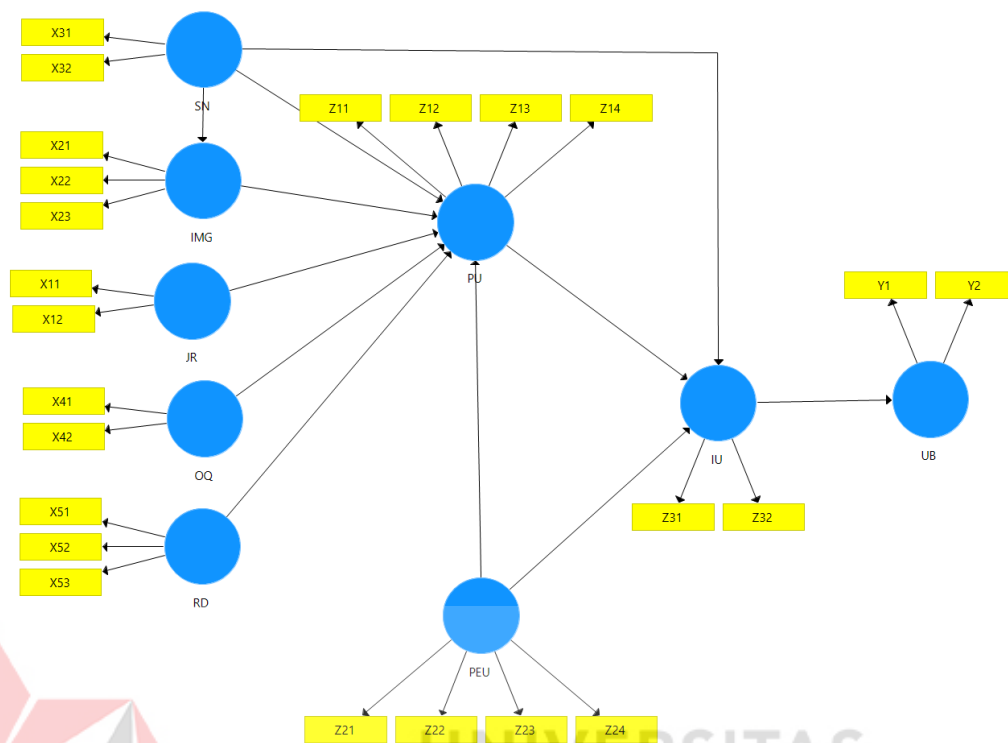 X31
X32
SN
Z11
Z12
Z13
Z14
X21
X22
X23
IMG
PU
X11
X12
JR
Y1
Y2
X41
X42
OQ
IU
UB
X51
X52
X53
RD
Z31
Z32
PEU
Z21
Z22
Z23
Z24
UNIVERSITAS